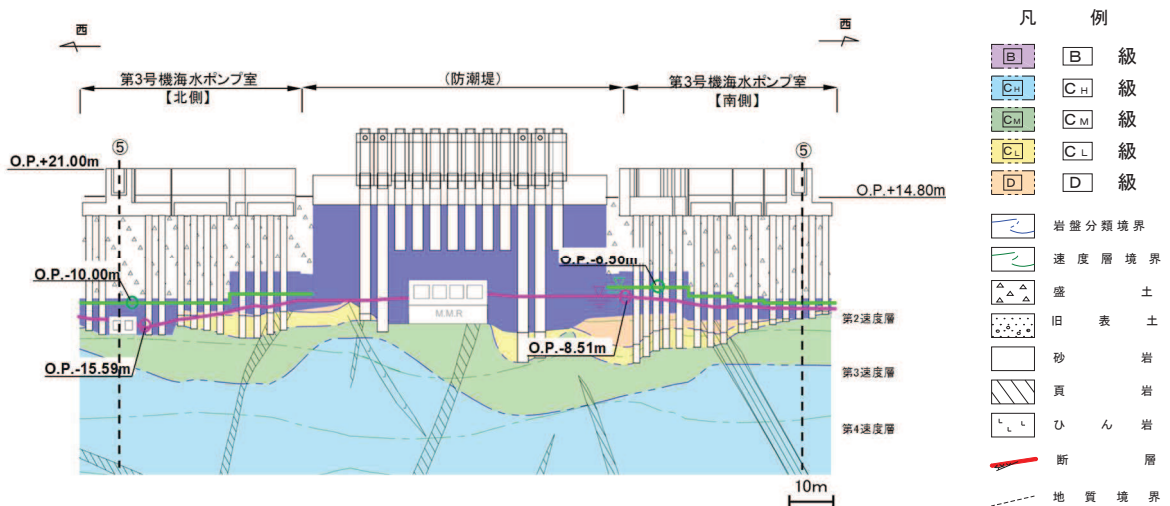 西
西
第3号機海水ポンプ室
【北側】
(防潮堤)
第3号機海水ポンプ室
【南側】
⑤
⑤
O.P.+21.00m
O.P.+14.80m
O.P.-10.00m
O.P.-6.50m
M.M.R
O.P.-15.59m
O.P.-8.51m
第2速度層
第3速度層
第4速度層
10m
凡 例
B B 級
CH CH 級
CM CM 級
CL CL 級
D D 級
岩盤分類境界
速度層境界
盛土
旧表土
砂岩
頁岩
ひん岩
断層
地質境界